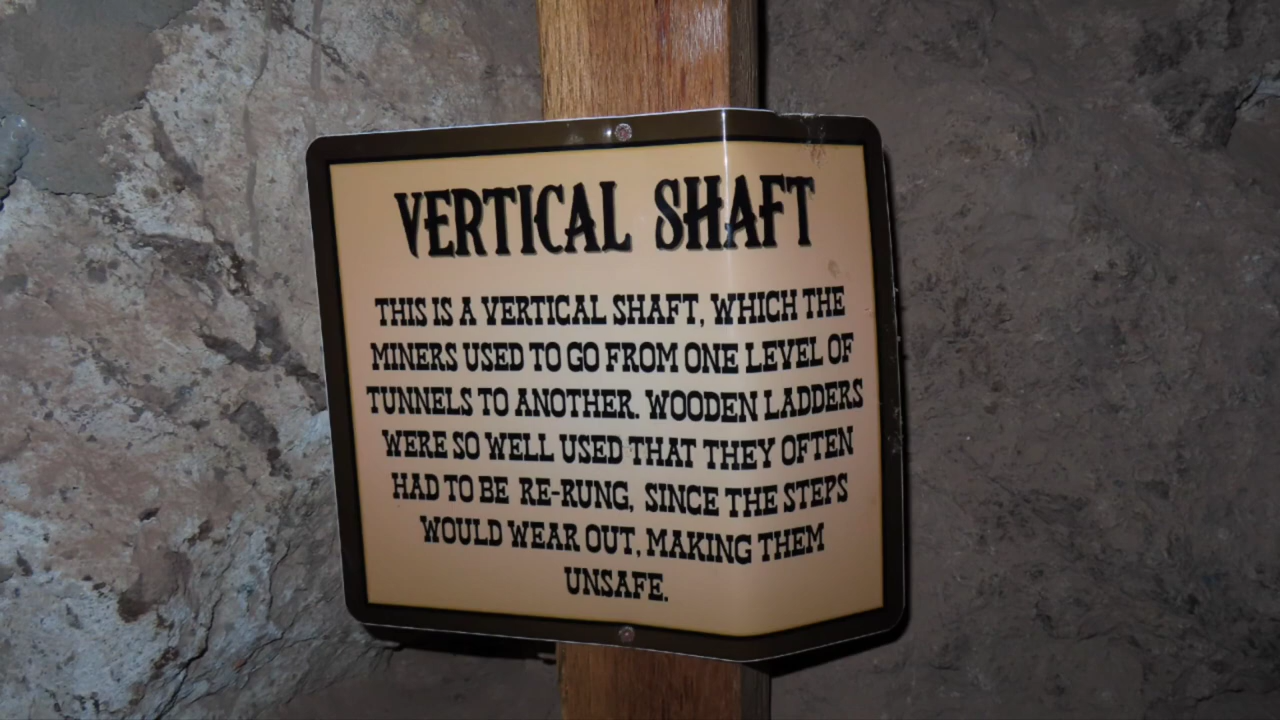 VERTICAL SHAFT
THIS IS A VERTICAL SHAFT, WHICH THE
MINERS USED TO GO FROM ONE LEVEL OF
TUNNELS TO ANOTHER. WOODEN LADDERS
WERE SO WELL USED THAT THEY OFTEN
HAD TO BE RE-RUNG, SINCE THE STEPS
WOULD WEAR OUT, MAKING THEM
UNSAFE.